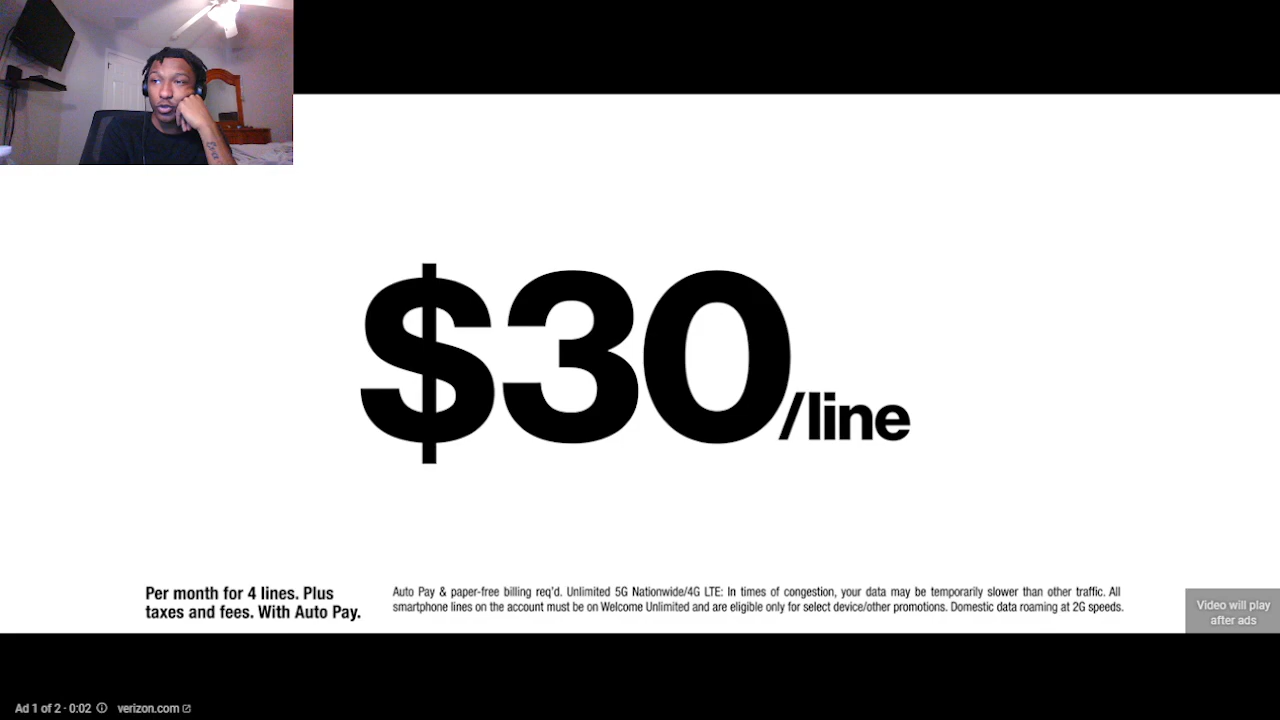 $30/line
Per month for 4 lines. Plus
taxes and fees. With Auto Pay.
Auto Pay & paper-free billing req'd. Unlimited 5G Nationwide/4G LTE: In times of congestion, your data may be temporarily slower than other traffic. All
smartphone lines on the account must be on Welcome Unlimited and are eligible only for select device/other promotions. Domestic data roaming at 2G speeds.
Video will play
after ads
Ad 1 of 2 · 0:02 verizon.com